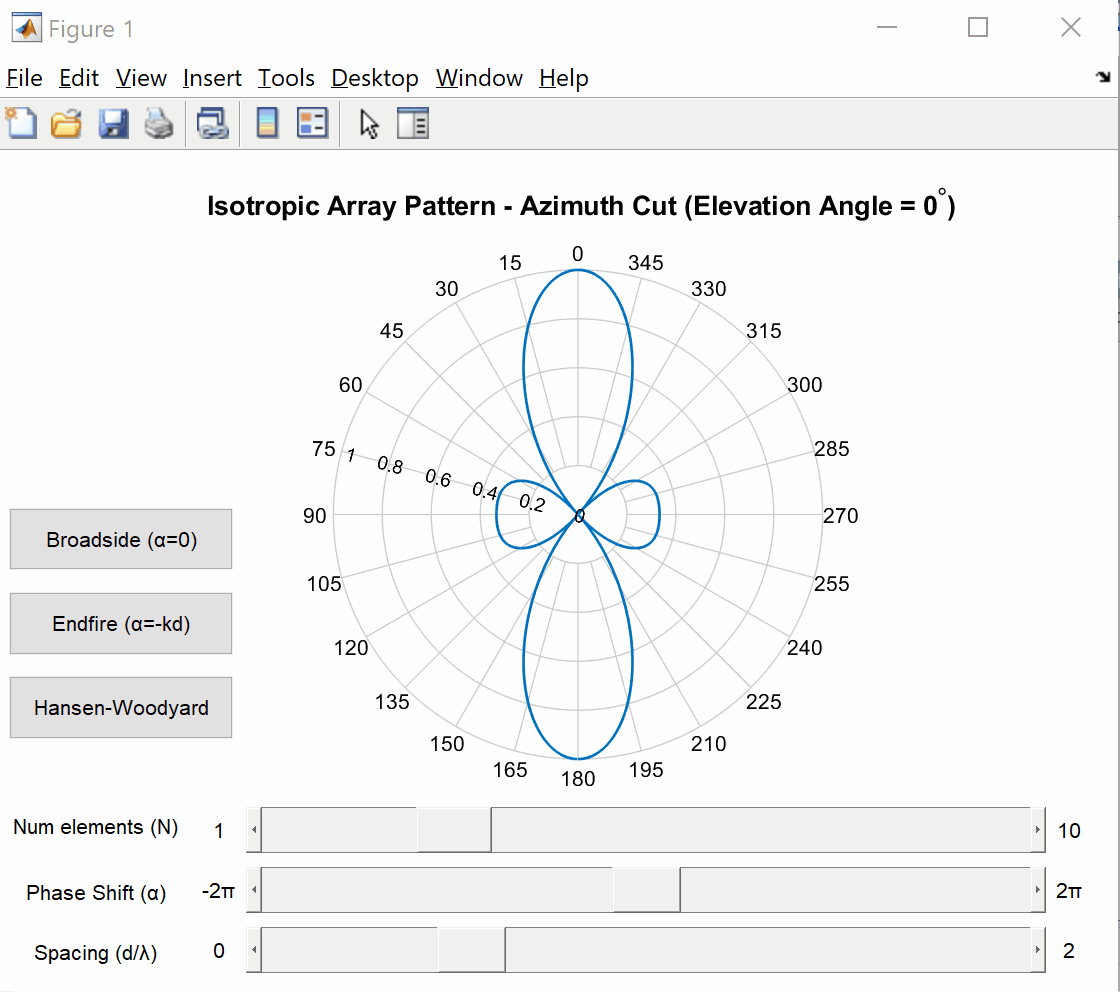 Figure 1
File Edit View Insert Tools Desktop Window Help
Isotropic Array Pattern - Azimuth Cut (Elevation Angle = 0°)
0
15 345
30 330
45 315
60 300
75 285
1 0.8 0.6 0.4 0.2 0
90 270
105 255
120 240
135 225
150 210
165 195
180
Broadside (α=0)
Endfire (α=-kd)
Hansen-Woodyard
Num elements (N) 1 10
Phase Shift (α) -2π 2π
Spacing (d/λ) 0 2